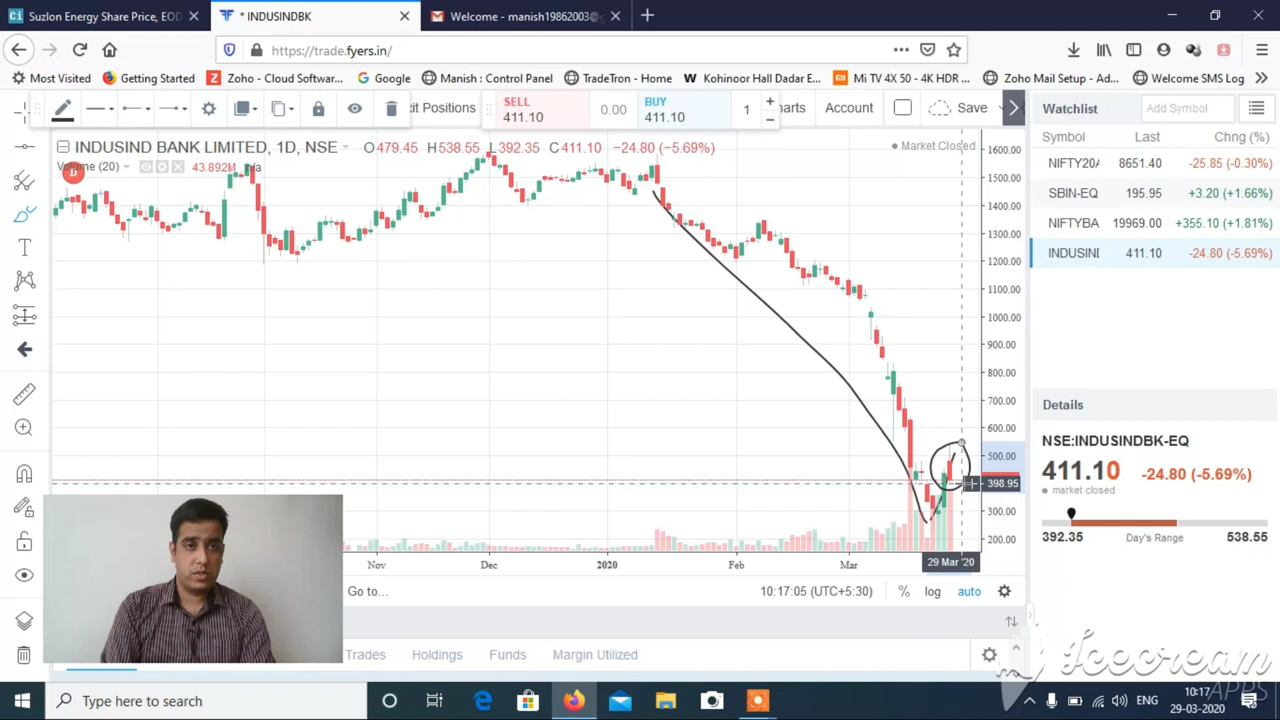 Suzlon Energy Share Price, EOD
* INDUSINDBK
Welcome - manish19862003@g
https://trade.fyers.in/
Most Visited
Getting Started
Zoho - Cloud Softwar...
Google
Manish : Control Panel
TradeTron - Home
Kohinoor Hall Dadar E...
Mi TV 4X 50 - 4K HDR ...
Zoho Mail Setup - Ad...
Welcome SMS Log
xit Positions
SELL
411.10
0.00
BUY
411.10
1
harts
Account
Save
Watchlist
Add Symbol
INDUSIND BANK LIMITED, 1D, NSE
O479.45 H538.55 L392.35 C411.10 −24.80 (−5.69%)
Market Closed
Volume (20)
43.892M n/a
D
Symbol Last Chng (%)
NIFTY20 8651.40 -25.85 (-0.30%)
SBIN-EQ 195.95 +3.20 (+1.66%)
NIFTYBA 19969.00 +355.10 (+1.81%)
INDUSINI 411.10 -24.80 (-5.69%)
1600.00
1500.00
1400.00
1300.00
1200.00
1100.00
1000.00
900.00
800.00
700.00
600.00
500.00
398.95
300.00
200.00
Details
NSE:INDUSINDBK-EQ
411.10 -24.80 (-5.69%)
market closed
392.35 Day's Range 538.55
Nov Dec 2020 Feb Mar 29 Mar '20
Go to...
10:17:05 (UTC+5:30)
% log auto
Trades Holdings Funds Margin Utilized
Icecream
APPS
Type here to search
ENG
10:17
29-03-2020